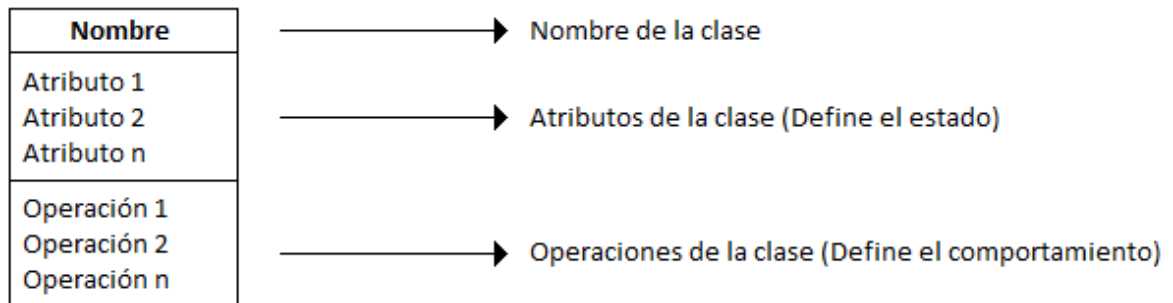 Nombre
Nombre de la clase
Atributo 1
Atributo 2
Atributo n
Atributos de la clase (Define el estado)
Operación 1
Operación 2
Operación n
Operaciones de la clase (Define el comportamiento)